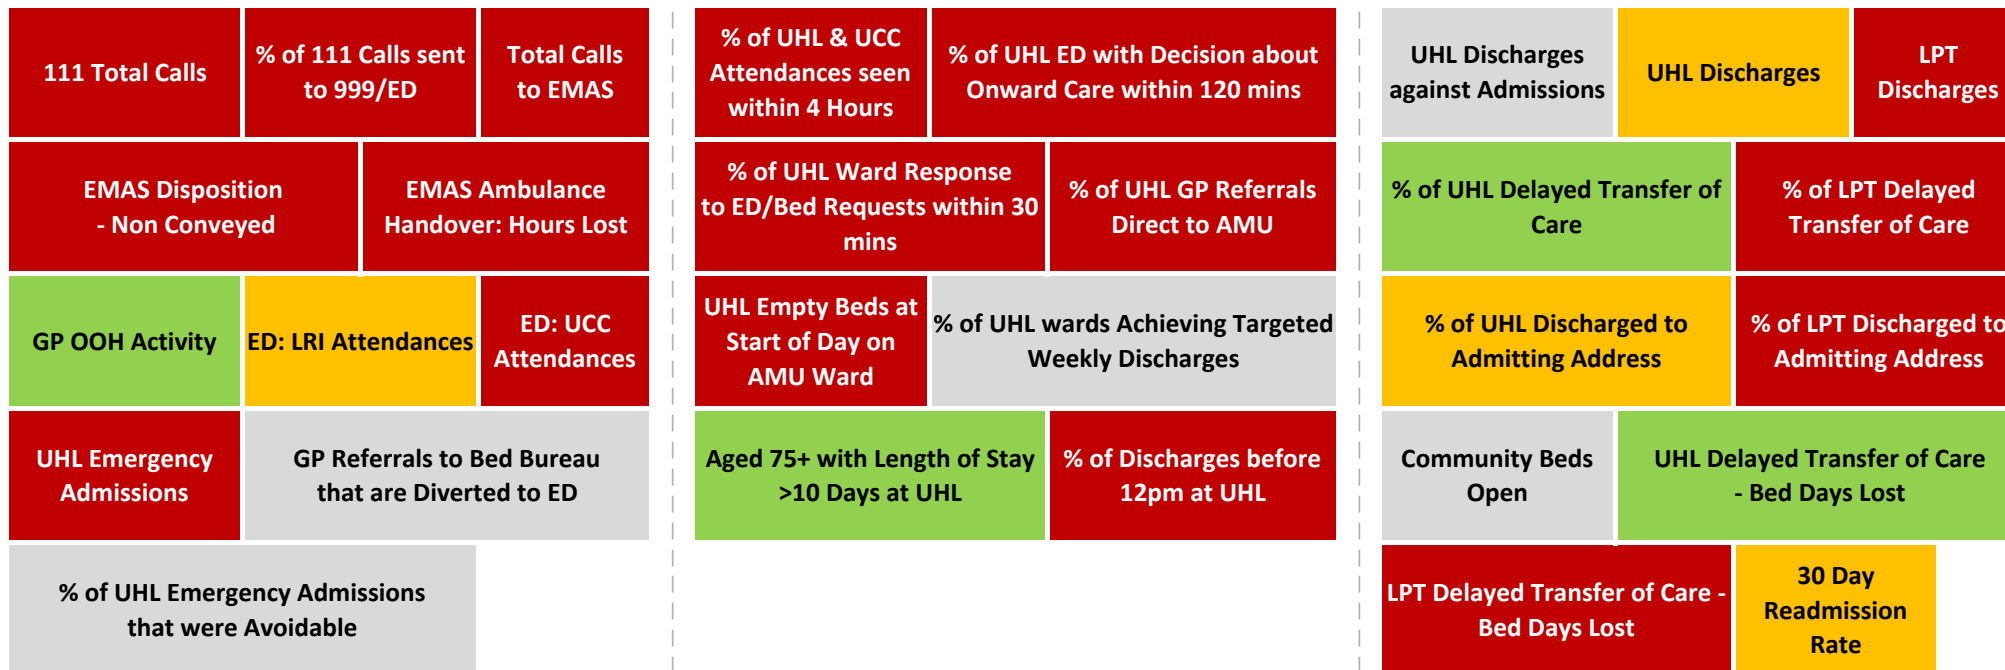 111 Total Calls
% of 111 Calls sent
to 999/ED
Total Calls
to EMAS
EMAS Disposition
- Non Conveyed
EMAS Ambulance
Handover: Hours Lost
GP OOH Activity
ED: LRI Attendances
ED: UCC
Attendances
UHL Emergency
Admissions
GP Referrals to Bed Bureau
that are Diverted to ED
% of UHL Emergency Admissions
that were Avoidable
% of UHL & UCC
Attendances seen
within 4 Hours
% of UHL ED with Decision about
Onward Care within 120 mins
% of UHL Ward Response
to ED/Bed Requests within 30
mins
% of UHL GP Referrals
Direct to AMU
UHL Empty Beds at
Start of Day on
AMU Ward
% of UHL wards Achieving Targeted
Weekly Discharges
Aged 75+ with Length of Stay
>10 Days at UHL
% of Discharges before
12pm at UHL
UHL Discharges
against Admissions
UHL Discharges
LPT
Discharges
% of UHL Delayed Transfer of
Care
% of LPT Delayed
Transfer of Care
% of UHL Discharged to
Admitting Address
% of LPT Discharged to
Admitting Address
Community Beds
Open
UHL Delayed Transfer of Care
- Bed Days Lost
LPT Delayed Transfer of Care -
Bed Days Lost
30 Day
Readmission
Rate